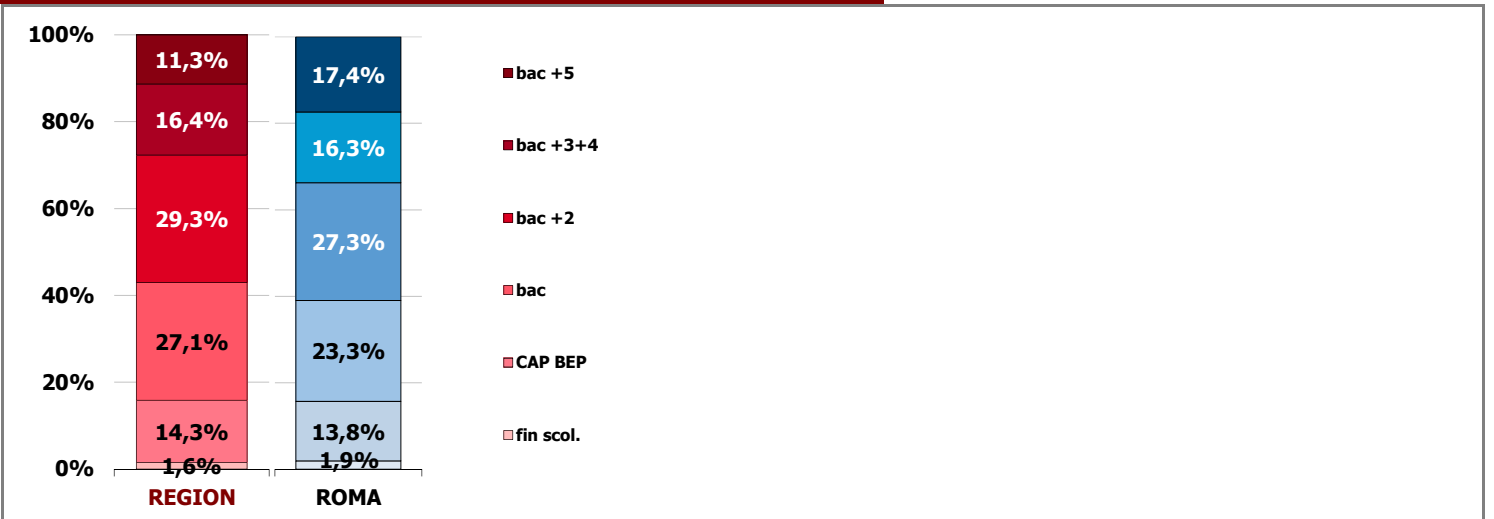 100%
80%
60%
40%
20%
0%
11,3%
16,4%
29,3%
27,1%
14,3%
1,6%
REGION
17,4%
16,3%
27,3%
23,3%
13,8%
1,9%
ROMA
bac +5
bac +3+4
bac +2
bac
CAP BEP
fin scol.